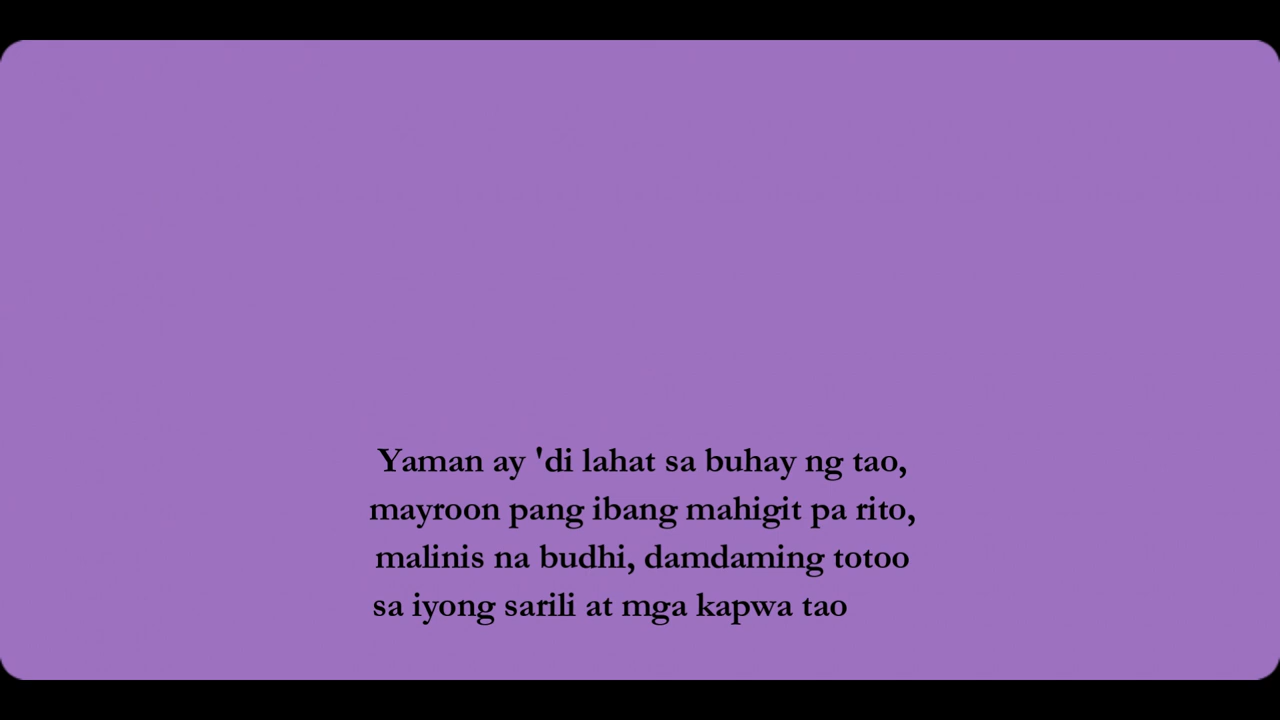 Yaman ay 'di lahat sa buhay ng tao,
mayroon pang ibang mahigit pa rito,
malinis na budhi, damdaming totoo
sa iyong sarili at mga kapwa tao